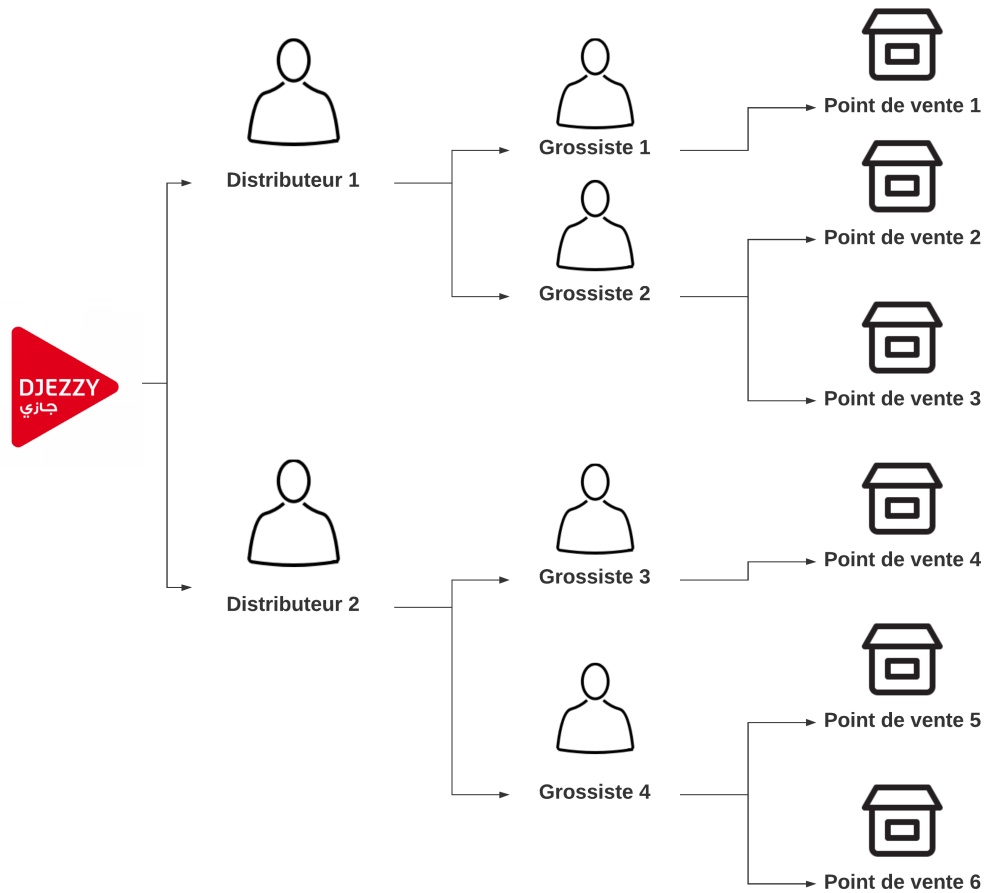 Point de vente 1
Grossiste 1
Distributeur 1
Point de vente 2
Grossiste 2
DJEZZY
جازي
Point de vente 3
Point de vente 4
Grossiste 3
Distributeur 2
Point de vente 5
Grossiste 4
Point de vente 6